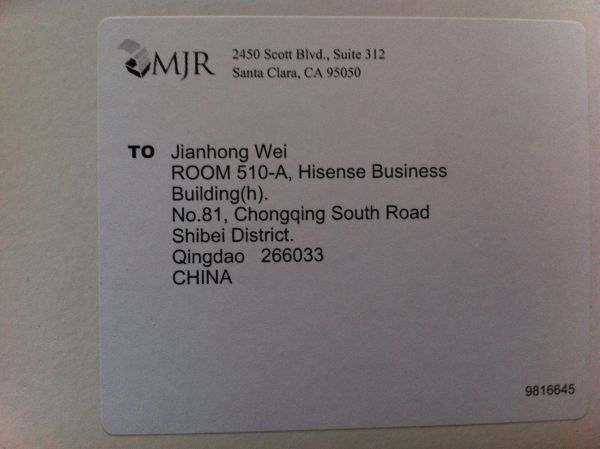 MJR
2450 Scott Blvd., Suite 312
Santa Clara, CA 95050
TO Jianhong Wei
ROOM 510-A, Hisense Business
Building(h).
No.81, Chongqing South Road
Shibei District.
Qingdao 266033
CHINA
9816645